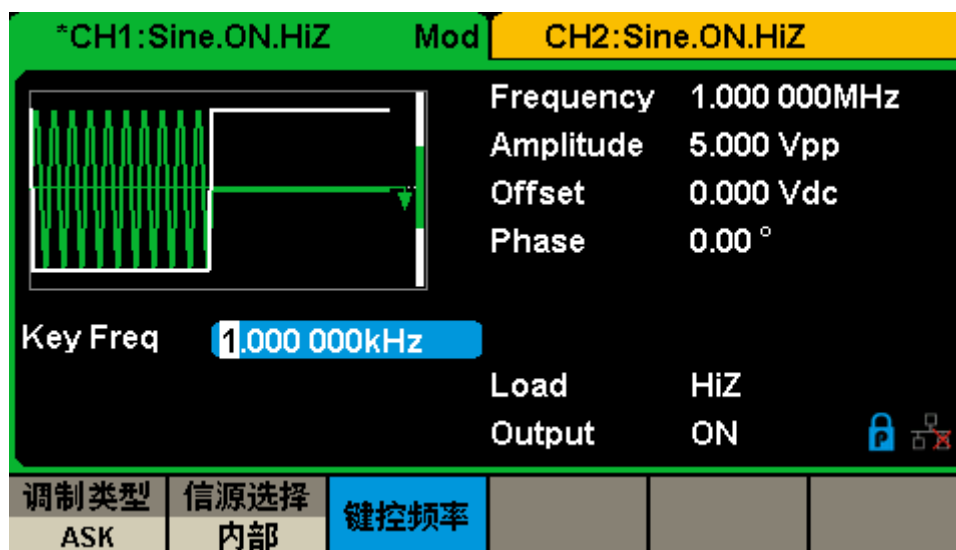 *CH1:Sine.ON.HiZ Mod CH2:Sine.ON.HiZ
Frequency 1.000 000MHz
Amplitude 5.000 Vpp
Offset 0.000 Vdc
Phase 0.00 °
Key Freq 1.000 000kHz
Load HiZ
Output ON
P
调制类型 信源选择 键控频率
ASK 内部